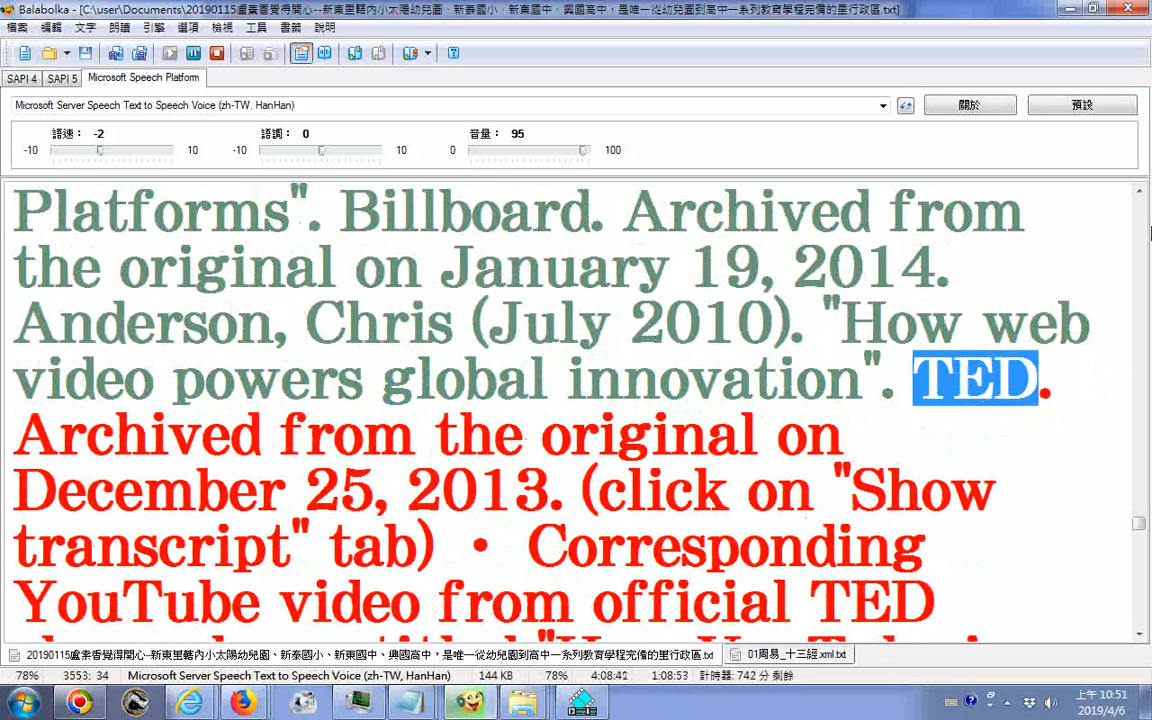 Balabolka - [C:\user\Documents\20190115盧素香覺得開心--新東里轄內小太陽幼兒園、新泰國小、新東國中、興國高中，是唯一從幼兒園到高中一系列教育學程完備的里行政區.txt]
檔案 編輯 文字 朗讀 引擎 選項 檢視 工具 書籤 說明
SAPI 4 SAPI 5 Microsoft Speech Platform
Microsoft Server Speech Text to Speech Voice (zh-TW, HanHan) 關於 預設
語速： -2 語調： 0 音量： 95
-10 10 -10 10 0 100
Platforms". Billboard. Archived from
the original on January 19, 2014.
Anderson, Chris (July 2010). "How web
video powers global innovation". TED.
Archived from the original on
December 25, 2013. (click on "Show
transcript" tab) • Corresponding
YouTube video from official TED
20190115盧素香覺得開心--新東里轄內小太陽幼兒園、新泰國小、新東國中、興國高中，是唯一從幼兒園到高中一系列教育學程完備的里行政區.txt 01周易_十三經.xml.txt
78% 3553: 34 Microsoft Server Speech Text to Speech Voice (zh-TW, HanHan) 144 KB 78% 4:08:41 1:08:53 計時器: 742 分 剩餘
上午 10:51
2019/4/6